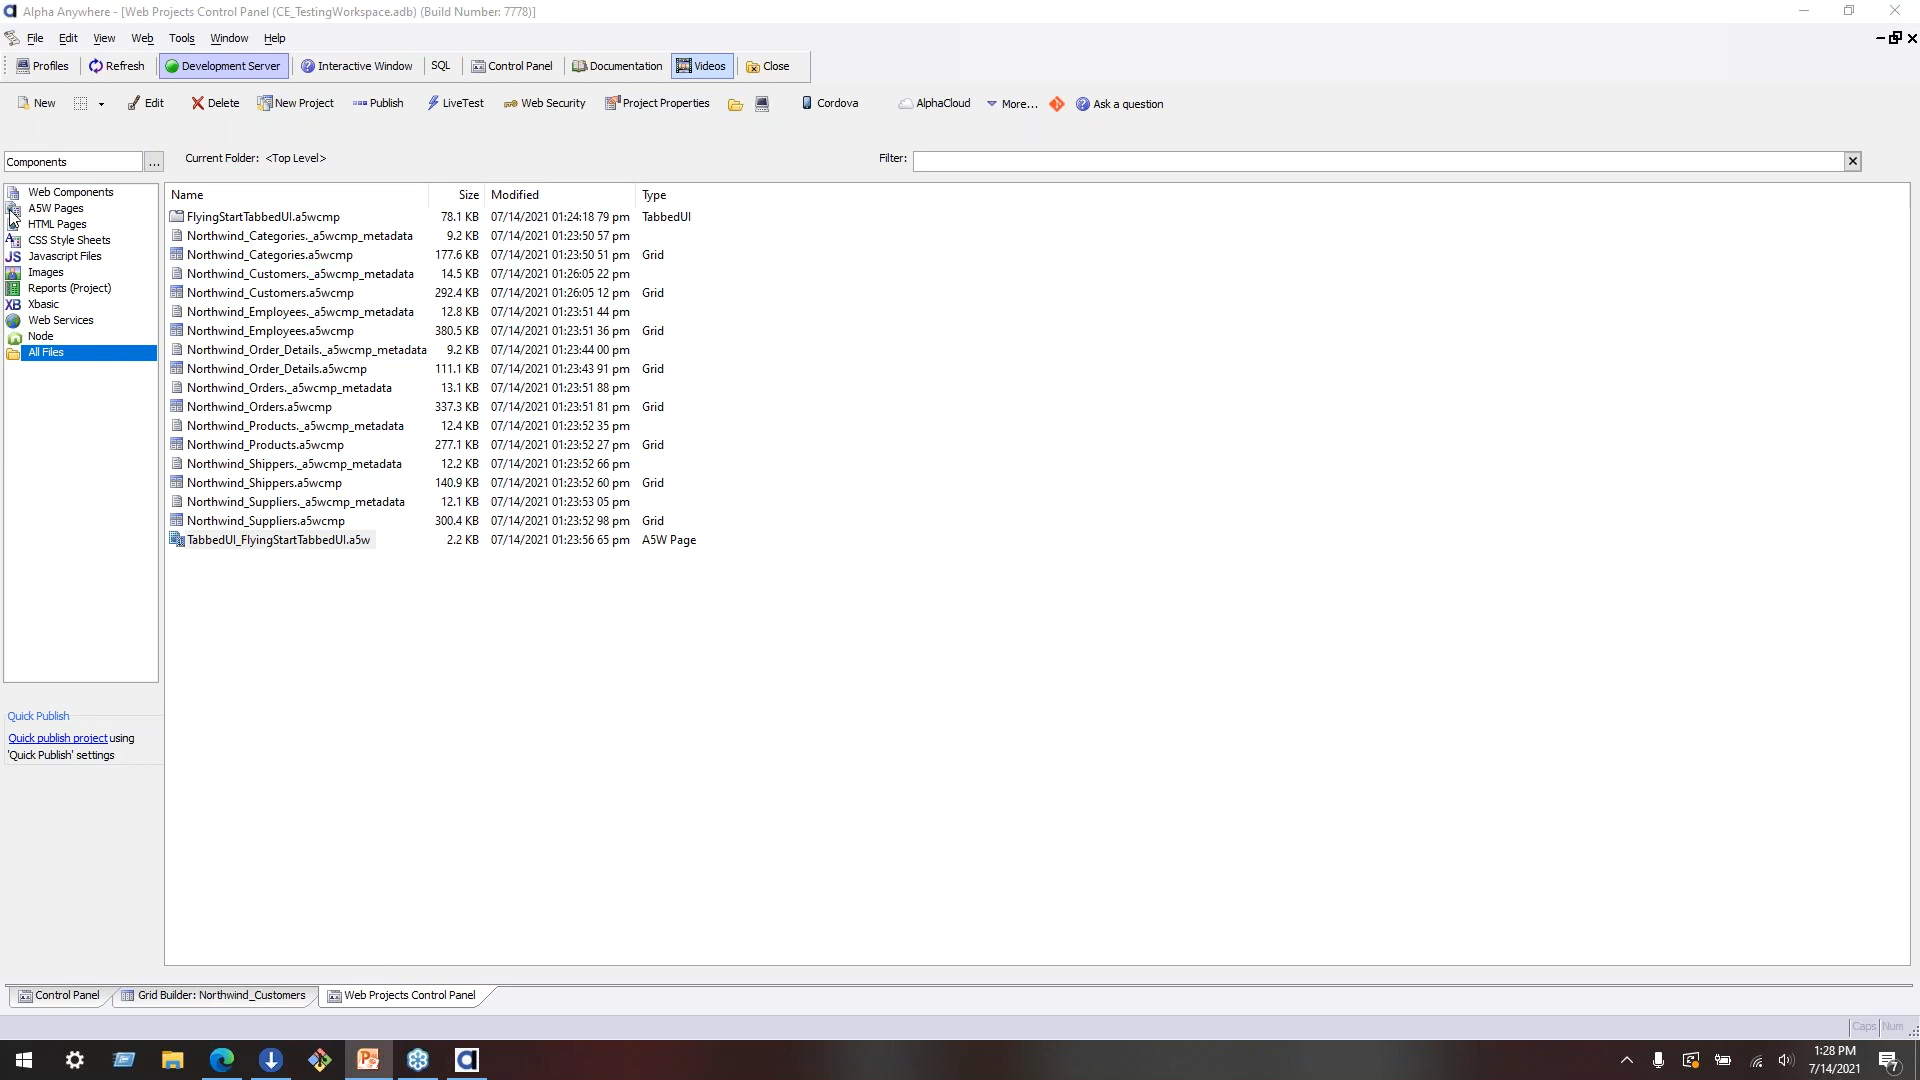 Alpha Anywhere - [Web Projects Control Panel (CE_TestingWorkspace.adb) (Build Number: 7778)]
File Edit View Web Tools Window Help
Profiles Refresh Development Server Interactive Window SQL Control Panel Documentation Videos Close
New Edit Delete New Project Publish LiveTest Web Security Project Properties Cordova AlphaCloud More... Ask a question
Components ... Current Folder: <Top Level> Filter:
Web Components
A5W Pages
HTML Pages
CSS Style Sheets
JS Javascript Files
Images
Reports (Project)
XB Xbasic
Web Services
Node
All Files
Name Size Modified Type
FlyingStartTabbedUI.a5wcmp 78.1 KB 07/14/2021 01:24:18 79 pm TabbedUI
Northwind_Categories._a5wcmp_metadata 9.2 KB 07/14/2021 01:23:50 57 pm
Northwind_Categories.a5wcmp 177.6 KB 07/14/2021 01:23:50 51 pm Grid
Northwind_Customers._a5wcmp_metadata 14.5 KB 07/14/2021 01:26:05 22 pm
Northwind_Customers.a5wcmp 292.4 KB 07/14/2021 01:26:05 12 pm Grid
Northwind_Employees._a5wcmp_metadata 12.8 KB 07/14/2021 01:23:51 44 pm
Northwind_Employees.a5wcmp 380.5 KB 07/14/2021 01:23:51 36 pm Grid
Northwind_Order_Details._a5wcmp_metadata 9.2 KB 07/14/2021 01:23:44 00 pm
Northwind_Order_Details.a5wcmp 111.1 KB 07/14/2021 01:23:43 91 pm Grid
Northwind_Orders._a5wcmp_metadata 13.1 KB 07/14/2021 01:23:51 88 pm
Northwind_Orders.a5wcmp 337.3 KB 07/14/2021 01:23:51 81 pm Grid
Northwind_Products._a5wcmp_metadata 12.4 KB 07/14/2021 01:23:52 35 pm
Northwind_Products.a5wcmp 277.1 KB 07/14/2021 01:23:52 27 pm Grid
Northwind_Shippers._a5wcmp_metadata 12.2 KB 07/14/2021 01:23:52 66 pm
Northwind_Shippers.a5wcmp 140.9 KB 07/14/2021 01:23:52 60 pm Grid
Northwind_Suppliers._a5wcmp_metadata 12.1 KB 07/14/2021 01:23:53 05 pm
Northwind_Suppliers.a5wcmp 300.4 KB 07/14/2021 01:23:52 98 pm Grid
TabbedUI_FlyingStartTabbedUI.a5w 2.2 KB 07/14/2021 01:23:56 65 pm A5W Page
Quick Publish
Quick publish project using
'Quick Publish' settings
Control Panel Grid Builder: Northwind_Customers Web Projects Control Panel
Caps Num
1:28 PM
7/14/2021
7